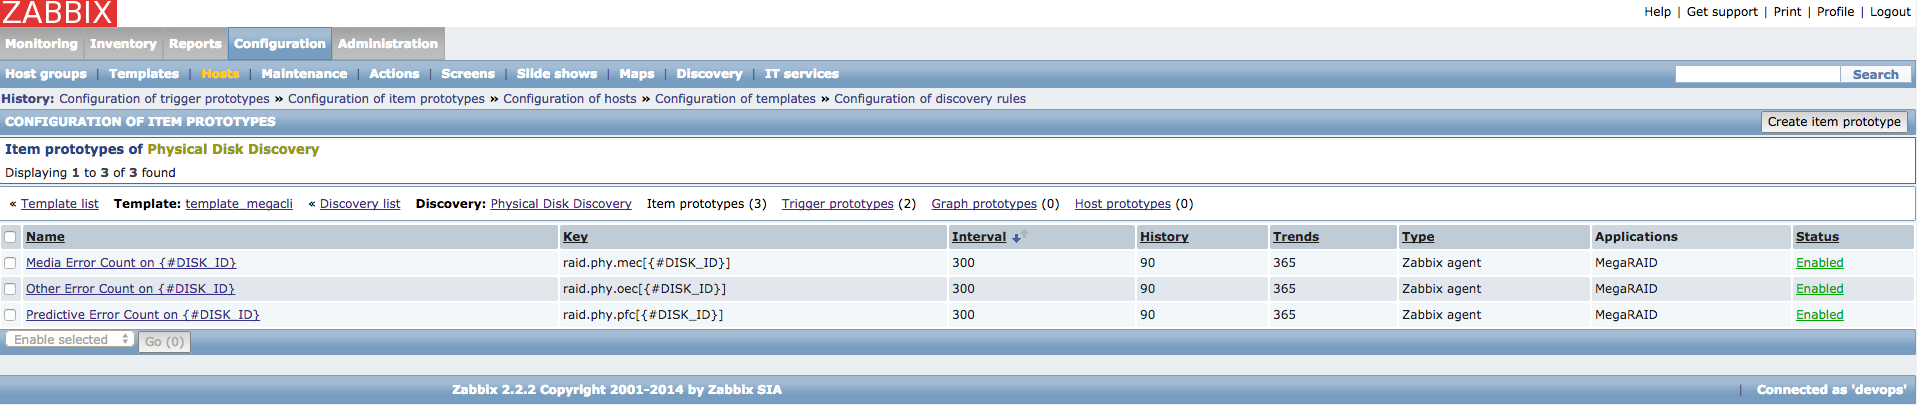 ZABBIX
Help | Get support | Print | Profile | Logout
Monitoring Inventory Reports Configuration Administration
Host groups | Templates | Hosts | Maintenance | Actions | Screens | Slide shows | Maps | Discovery | IT services Search
History: Configuration of trigger prototypes » Configuration of item prototypes » Configuration of hosts » Configuration of templates » Configuration of discovery rules
CONFIGURATION OF ITEM PROTOTYPES Create item prototype
Item prototypes of Physical Disk Discovery
Displaying 1 to 3 of 3 found
« Template list Template: template_megacli « Discovery list Discovery: Physical Disk Discovery Item prototypes (3) Trigger prototypes (2) Graph prototypes (0) Host prototypes (0)
Name Key Interval History Trends Type Applications Status
Media Error Count on {#DISK_ID} raid.phy.mec[{#DISK_ID}] 300 90 365 Zabbix agent MegaRAID Enabled
Other Error Count on {#DISK_ID} raid.phy.oec[{#DISK_ID}] 300 90 365 Zabbix agent MegaRAID Enabled
Predictive Error Count on {#DISK_ID} raid.phy.pfc[{#DISK_ID}] 300 90 365 Zabbix agent MegaRAID Enabled
Enable selected Go (0)
Zabbix 2.2.2 Copyright 2001-2014 by Zabbix SIA | Connected as 'devops'